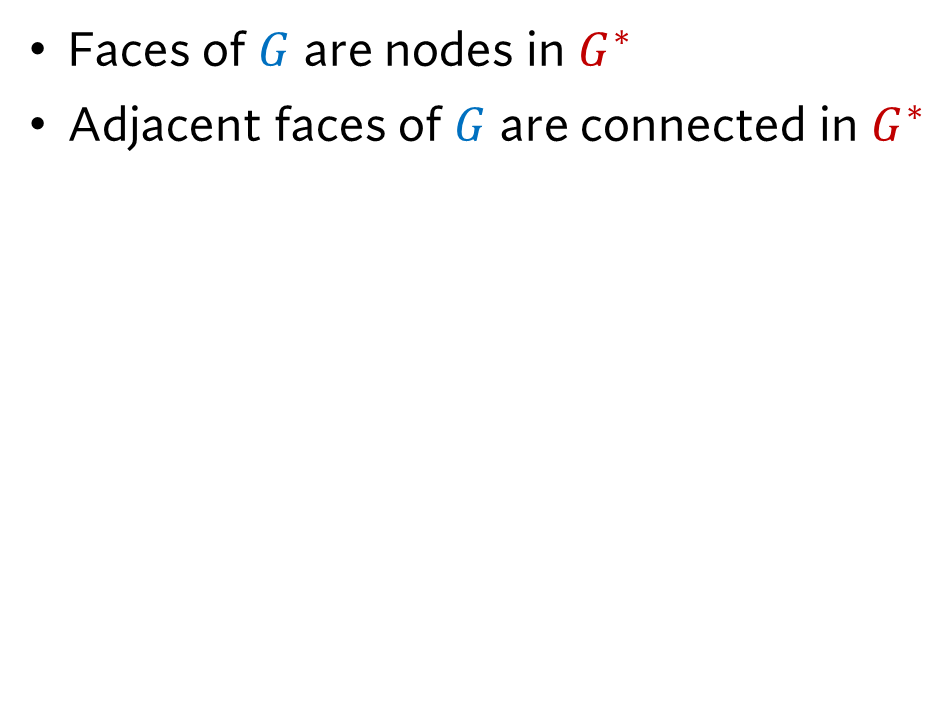 • Faces of G are nodes in G*
• Adjacent faces of G are connected in G*